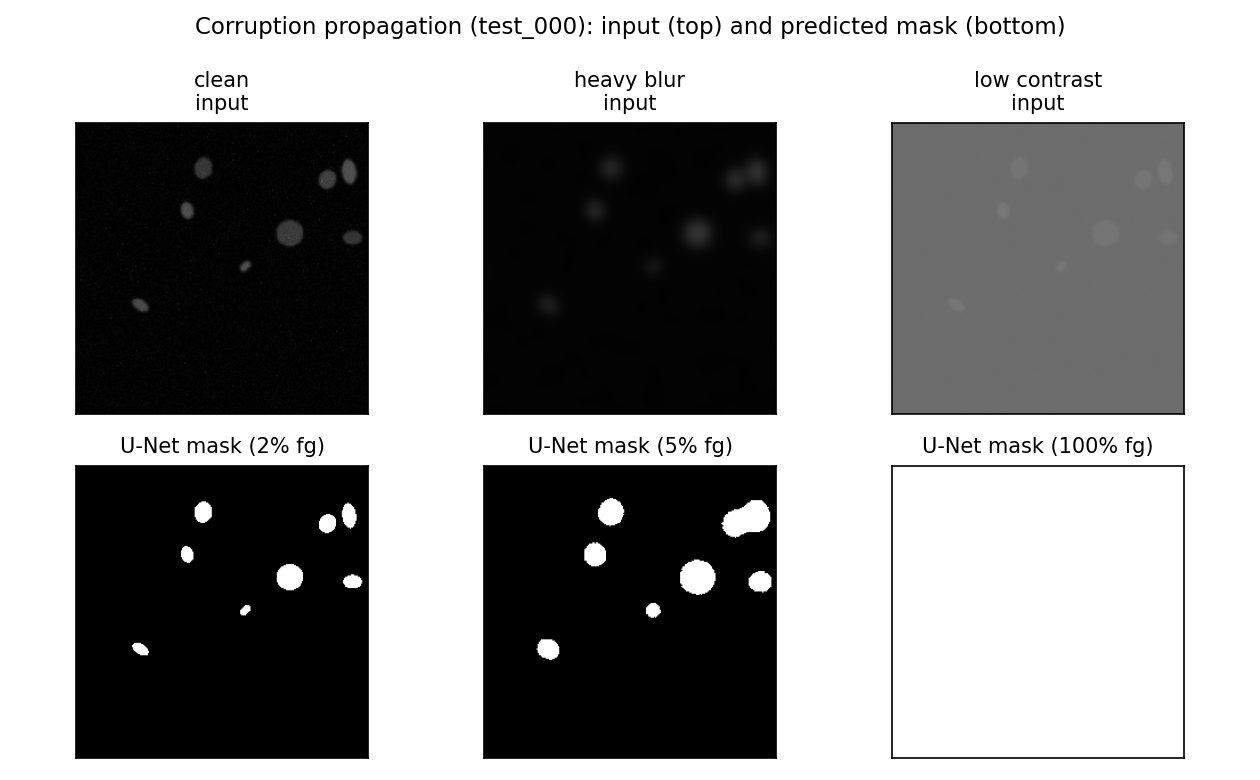 Corruption propagation (test_000): input (top) and predicted mask (bottom)
clean
input
heavy blur
input
low contrast
input
U-Net mask (2% fg)
U-Net mask (5% fg)
U-Net mask (100% fg)